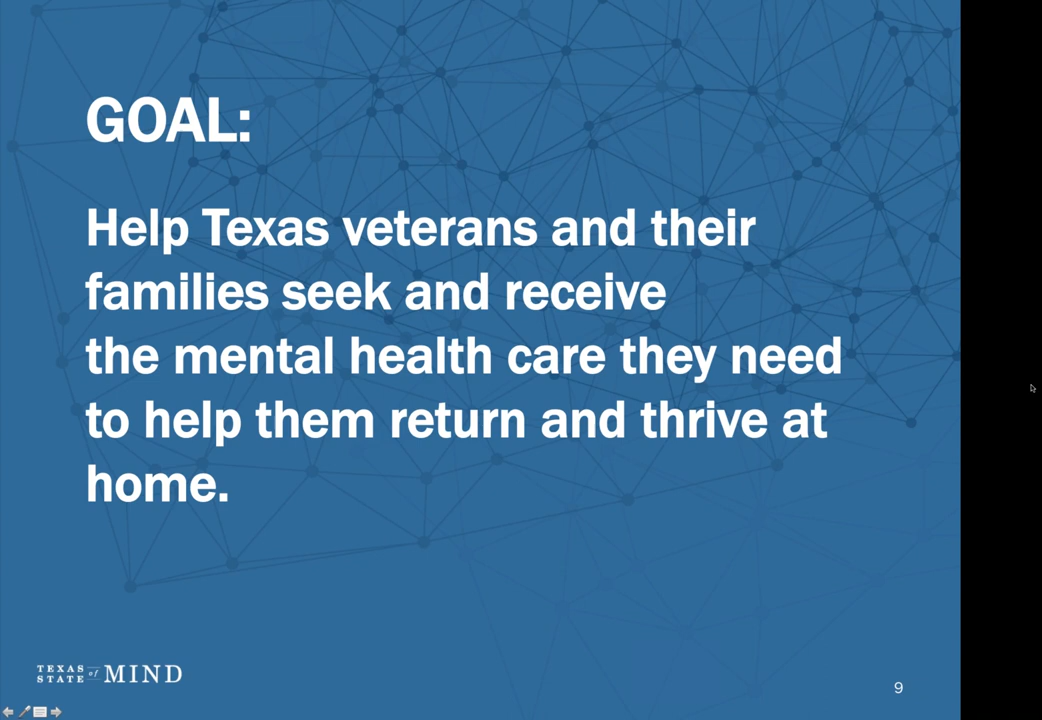 GOAL:
Help Texas veterans and their
families seek and receive
the mental health care they need
to help them return and thrive at
home.
TEXAS
STATE of MIND
9